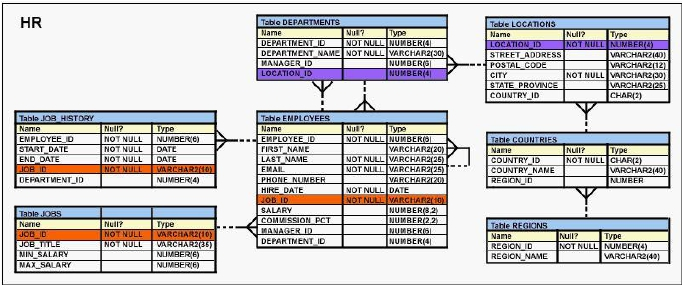 HR
Table DEPARTMENTS
Name Null? Type
DEPARTMENT_ID NOT NULL NUMBER(4)
DEPARTMENT_NAME NOT NULL VARCHAR2(30)
MANAGER_ID NUMBER(6)
LOCATION_ID NUMBER(4)
Table LOCATIONS
Name Null? Type
LOCATION_ID NOT NULL NUMBER(4)
STREET_ADDRESS VARCHAR2(40)
POSTAL_CODE VARCHAR2(12)
CITY NOT NULL VARCHAR2(30)
STATE_PROVINCE VARCHAR2(25)
COUNTRY_ID CHAR(2)
Table JOB_HISTORY
Name Null? Type
EMPLOYEE_ID NOT NULL NUMBER(6)
START_DATE NOT NULL DATE
END_DATE NOT NULL DATE
JOB_ID NOT NULL VARCHAR2(10)
DEPARTMENT_ID NUMBER(4)
Table EMPLOYEES
Name Null? Type
EMPLOYEE_ID NOT NULL NUMBER(6)
FIRST_NAME VARCHAR2(20)
LAST_NAME NOT NULL VARCHAR2(25)
EMAIL NOT NULL VARCHAR2(25)
PHONE_NUMBER VARCHAR2(20)
HIRE_DATE NOT NULL DATE
JOB_ID NOT NULL VARCHAR2(10)
SALARY NUMBER(8,2)
COMMISSION_PCT NUMBER(2,2)
MANAGER_ID NUMBER(6)
DEPARTMENT_ID NUMBER(4)
Table COUNTRIES
Name Null? Type
COUNTRY_ID NOT NULL CHAR(2)
COUNTRY_NAME VARCHAR2(40)
REGION_ID NUMBER
Table JOBS
Name Null? Type
JOB_ID NOT NULL VARCHAR2(10)
JOB_TITLE NOT NULL VARCHAR2(35)
MIN_SALARY NUMBER(6)
MAX_SALARY NUMBER(6)
Table REGIONS
Name Null? Type
REGION_ID NOT NULL NUMBER(4)
REGION_NAME VARCHAR2(40)